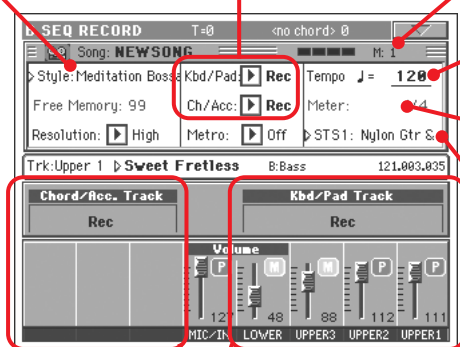 SEQ RECORD T=0 <no chord> 0
Song: NEWSONG M: 1
Style: Meditation Bossa Kbd/Pad: Rec Tempo ♩ = 120
Free Memory: 99 Ch/Acc: Rec Meter: /4
Resolution: High Metro: Off STS1: Nylon Gtr &
Trk:Upper 1 Sweet Fretless B:Bass 121.003.035
Chord/Acc. Track Kbd/Pad Track
Rec Rec
Volume
P M M P P
127 48 88 112 111
MIC/IN LOWER UPPER3 UPPER2 UPPER1